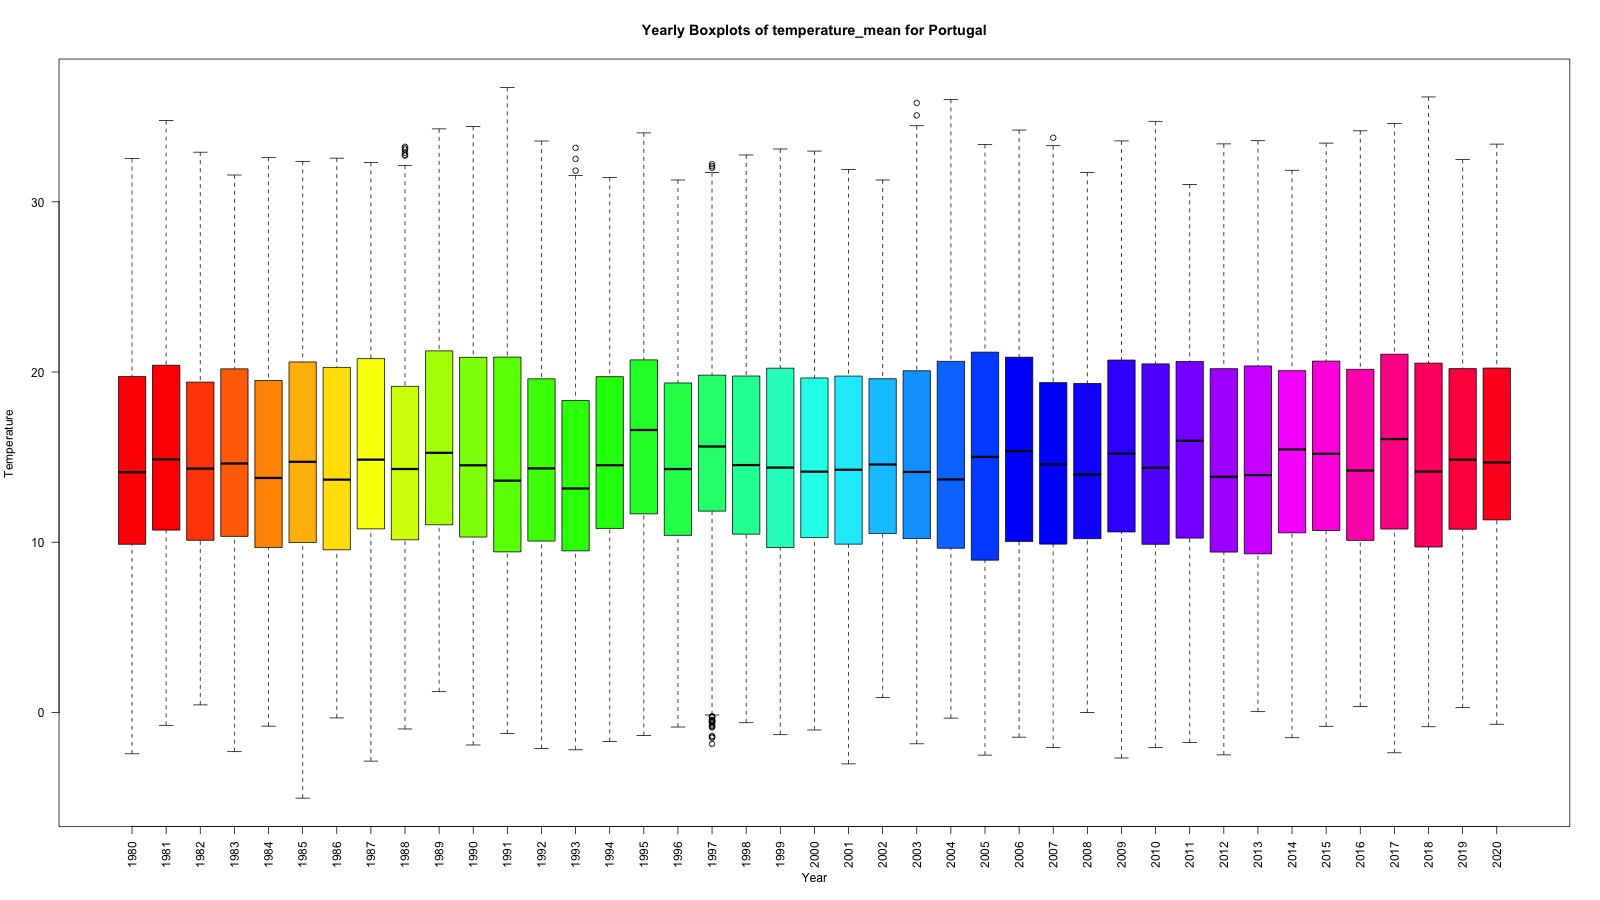 Yearly Boxplots of temperature_mean for Portugal
Temperature
30
20
10
0
1980 1981 1982 1983 1984 1985 1986 1987 1988 1989 1990 1991 1992 1993 1994 1995 1996 1997 1998 1999 2000 2001 2002 2003 2004 2005 2006 2007 2008 2009 2010 2011 2012 2013 2014 2015 2016 2017 2018 2019 2020
Year